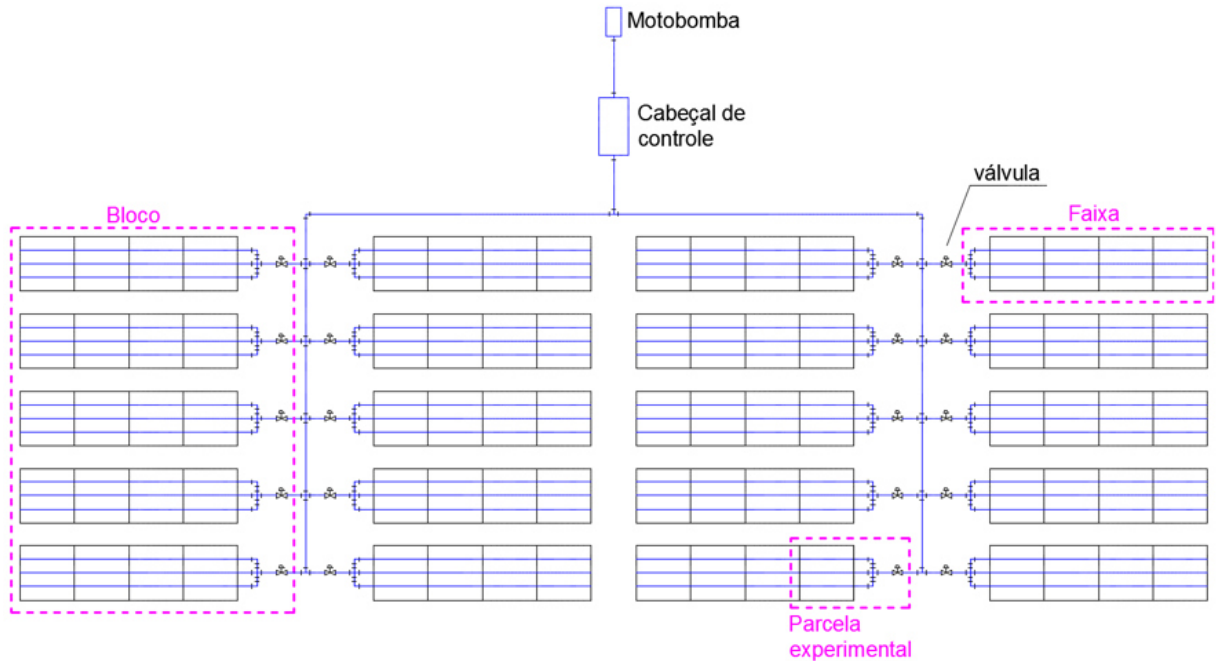 Motobomba
Cabeçal de
controle
válvula
Bloco
Faixa
Parcela
experimental